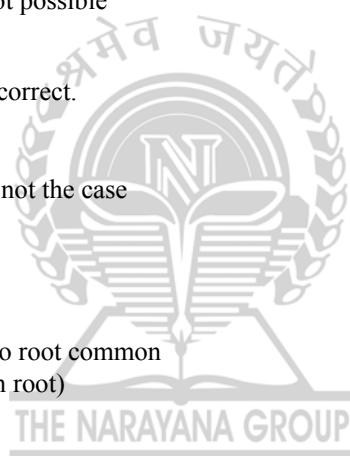 ot possible
श्रमेव जयते
correct.
N
not the case
o root common
n root)
THE NARAYANA GROUP